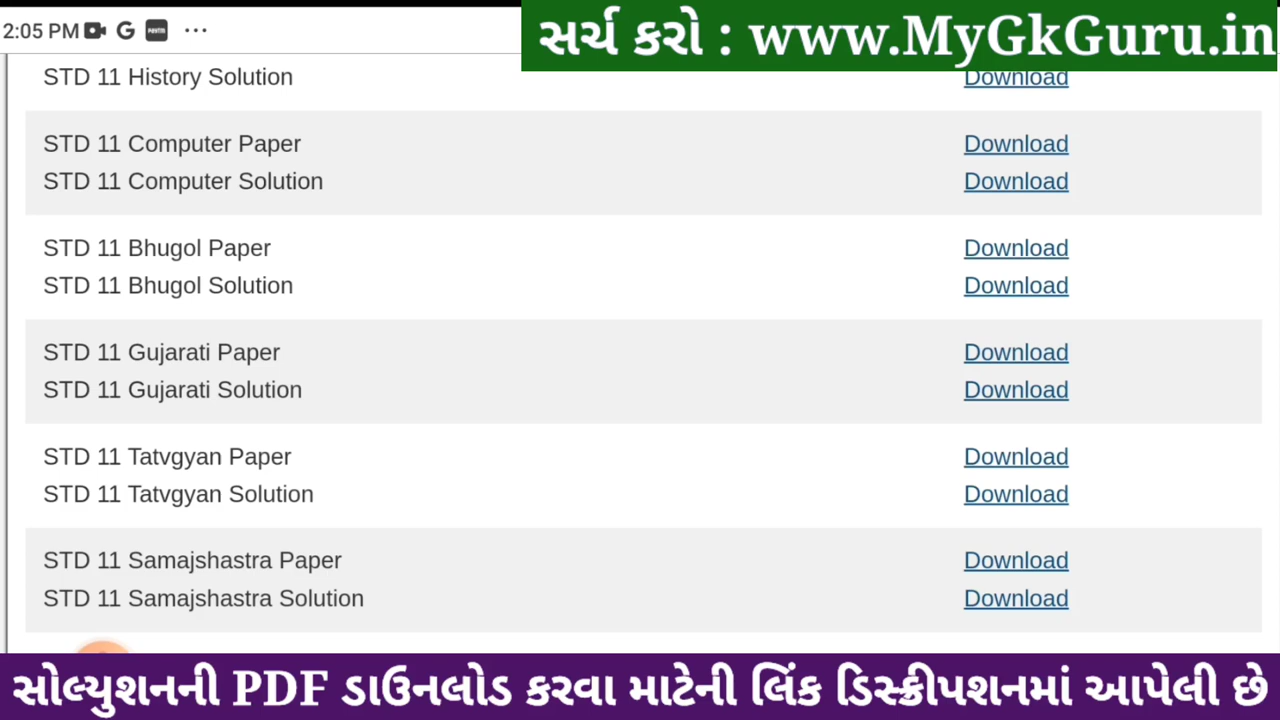 2:05 PM G Paytm ...
સર્ચ કરો : www.MyGkGuru.in
STD 11 History Solution Download
STD 11 Computer Paper Download
STD 11 Computer Solution Download
STD 11 Bhugol Paper Download
STD 11 Bhugol Solution Download
STD 11 Gujarati Paper Download
STD 11 Gujarati Solution Download
STD 11 Tatvgyan Paper Download
STD 11 Tatvgyan Solution Download
STD 11 Samajshastra Paper Download
STD 11 Samajshastra Solution Download
સોલ્યુશનની PDF ડાઉનલોડ કરવા માટેની લિંક ડિસ્ક્રીપશનમાં આપેલી છે